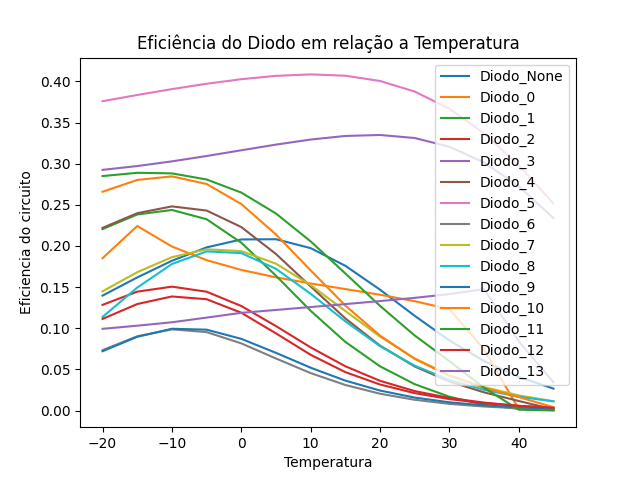 Eficiência do Diodo em relação a Temperatura
Eficiencia do circuito
0.40
0.35
0.30
0.25
0.20
0.15
0.10
0.05
0.00
−20
−10
0
10
20
30
40
Temperatura
Diodo_None
Diodo_0
Diodo_1
Diodo_2
Diodo_3
Diodo_4
Diodo_5
Diodo_6
Diodo_7
Diodo_8
Diodo_9
Diodo_10
Diodo_11
Diodo_12
Diodo_13